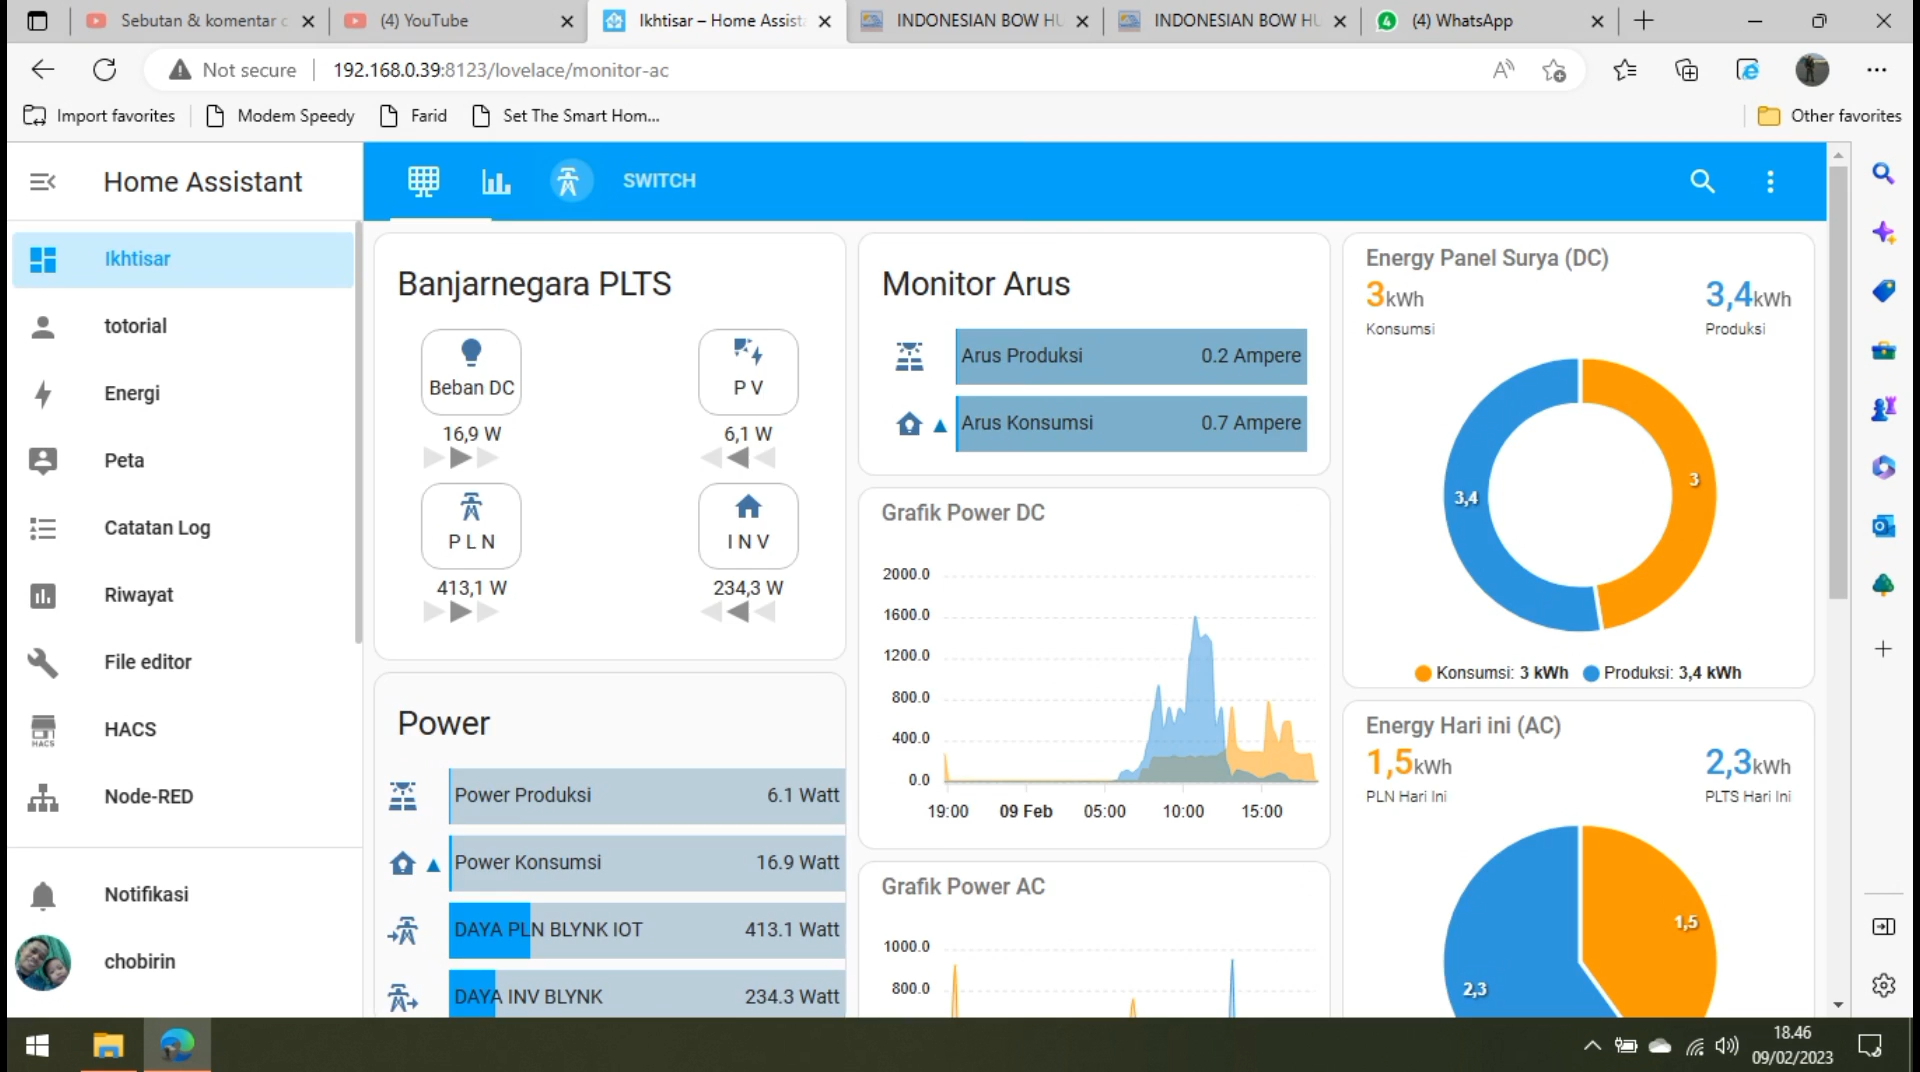 Sebutan & komentar
(4) YouTube
Ikhtisar – Home Assist
INDONESIAN BOW HU
INDONESIAN BOW HU
4
(4) WhatsApp
Not secure
192.168.0.39:8123/lovelace/monitor-ac
Import favorites
Modem Speedy
Farid
Set The Smart Hom...
Other favorites
Home Assistant
SWITCH
Ikhtisar
totorial
Energi
Peta
Catatan Log
Riwayat
File editor
HACS
HACS
Node-RED
Notifikasi
chobirin
Banjarnegara PLTS
Beban DC
16,9 W
P V
6,1 W
P L N
413,1 W
I N V
234,3 W
Power
Power Produksi
6.1 Watt
Power Konsumsi
16.9 Watt
DAYA PLN BLYNK IOT
413.1 Watt
DAYA INV BLYNK
234.3 Watt
Monitor Arus
Arus Produksi
0.2 Ampere
Arus Konsumsi
0.7 Ampere
Grafik Power DC
2000.0
1600.0
1200.0
800.0
400.0
0.0
19:00
09 Feb
05:00
10:00
15:00
Grafik Power AC
1000.0
800.0
Energy Panel Surya (DC)
3kWh
Konsumsi
3,4kWh
Produksi
3,4
3
Konsumsi: 3 kWh
Produksi: 3,4 kWh
Energy Hari ini (AC)
1,5kWh
PLN Hari Ini
2,3kWh
PLTS Hari Ini
1,5
2,3
18.46
09/02/2023